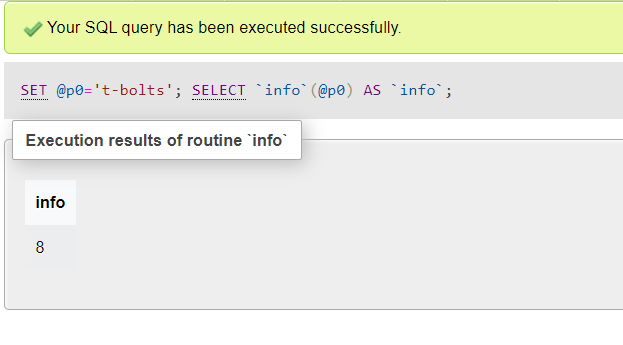 Your SQL query has been executed successfully.
SET @p0='t-bolts'; SELECT `info`(@p0) AS `info`;
Execution results of routine `info`
info
8